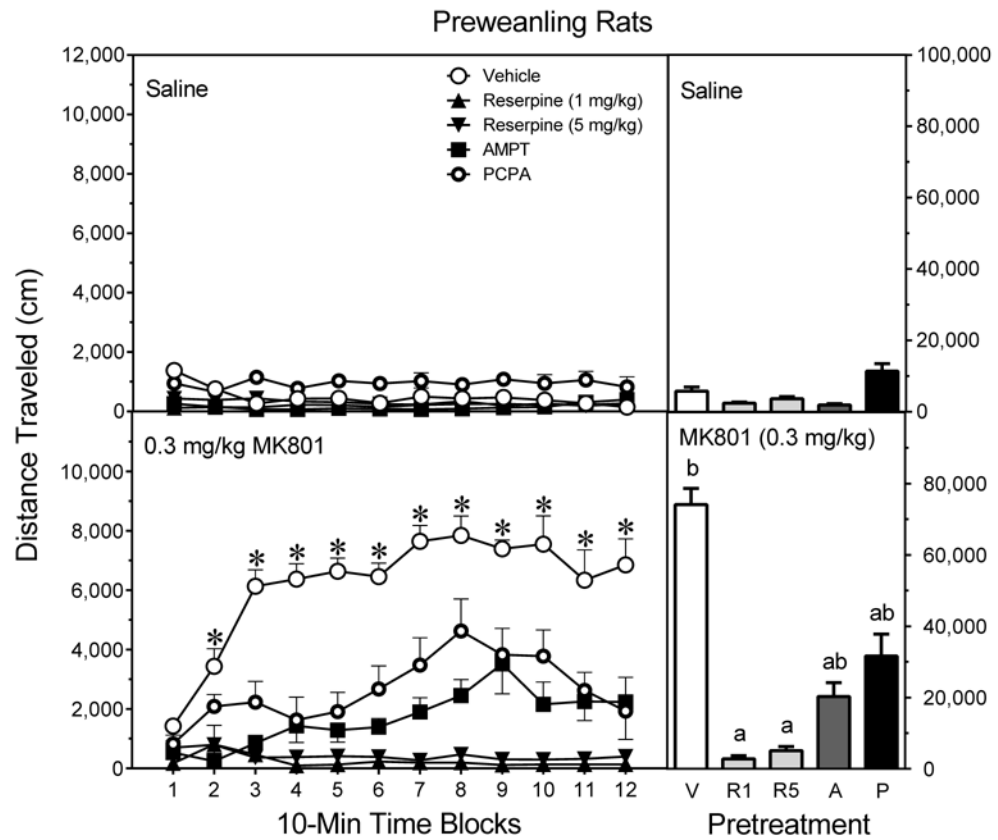 Preweanling Rats
Distance Traveled (cm)
12,000
10,000
8,000
6,000
4,000
2,000
0
Saline
Vehicle
Reserpine (1 mg/kg)
Reserpine (5 mg/kg)
AMPT
PCPA
Saline
100,000
80,000
60,000
40,000
20,000
0
10,000
8,000
6,000
4,000
2,000
0
0.3 mg/kg MK801
* * * * * * * * * * *
1 2 3 4 5 6 7 8 9 10 11 12
10-Min Time Blocks
MK801 (0.3 mg/kg)
b
a
a
ab
ab
80,000
60,000
40,000
20,000
0
V R1 R5 A P
Pretreatment